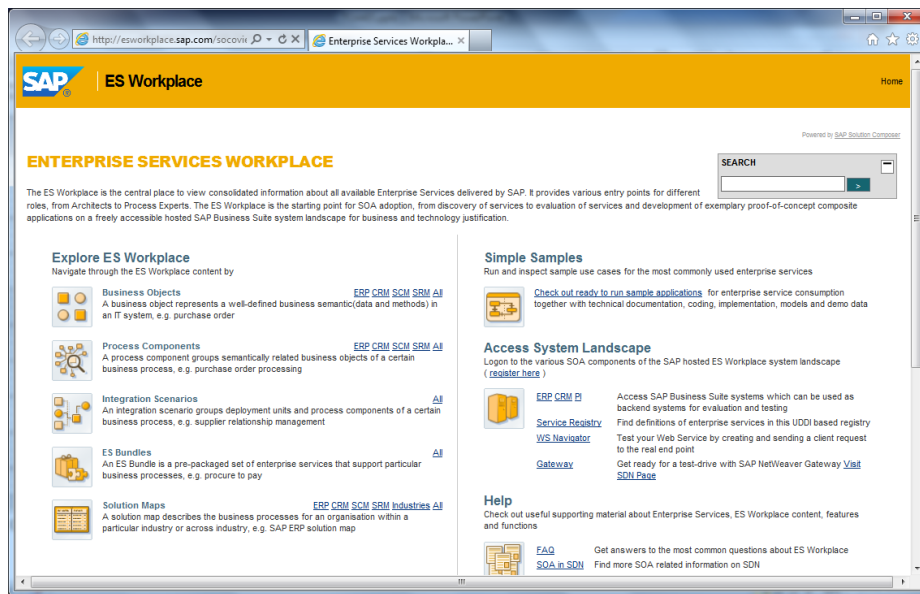 http://esworkplace.sap.com/socovie
Enterprise Services Workpla...
SAP
ES Workplace
Home
Powered by SAP Solution Composer
ENTERPRISE SERVICES WORKPLACE
SEARCH
>
The ES Workplace is the central place to view consolidated information about all available Enterprise Services delivered by SAP. It provides various entry points for different
roles, from Architects to Process Experts. The ES Workplace is the starting point for SOA adoption, from discovery of services to evaluation of services and development of exemplary proof-of-concept composite
applications on a freely accessible hosted SAP Business Suite system landscape for business and technology
justification.
Explore ES Workplace
Navigate through the ES Workplace content by
Business Objects ERP CRM SCM SRM All
A business object represents a well-defined business semantic(data and methods) in
an IT system, e.g. purchase order
Process Components ERP CRM SCM SRM All
A process component groups semantically related business objects of a certain
business process, e.g. purchase order processing
Integration Scenarios All
An integration scenario groups deployment units and process components of a certain
business process, e.g. supplier relationship management
ES Bundles All
An ES Bundle is a pre-packaged set of enterprise services that support particular
business processes, e.g. procure to pay
Solution Maps ERP CRM SCM SRM Industries All
A solution map describes the business processes for an organisation within a
particular industry or across industry, e.g. SAP ERP solution map
Simple Samples
Run and inspect sample use cases for the most commonly used enterprise services
Check out ready to run sample applications for enterprise service consumption
together with technical documentation, coding, implementation, models and demo data
Access System Landscape
Logon to the various SOA components of the SAP hosted ES Workplace system landscape
( register here )
ERP CRM PI Access SAP Business Suite systems which can be used as
backend systems for evaluation and testing
Service Registry Find definitions of enterprise services in this UDDI based registry
WS Navigator Test your Web Service by creating and sending a client request
to the real end point
Gateway Get ready for a test-drive with SAP NetWeaver Gateway Visit
SDN Page
Help
Check out useful supporting material about Enterprise Services, ES Workplace content, features
and functions
FAQ Get answers to the most common questions about ES Workplace
SOA in SDN Find more SOA related information on SDN